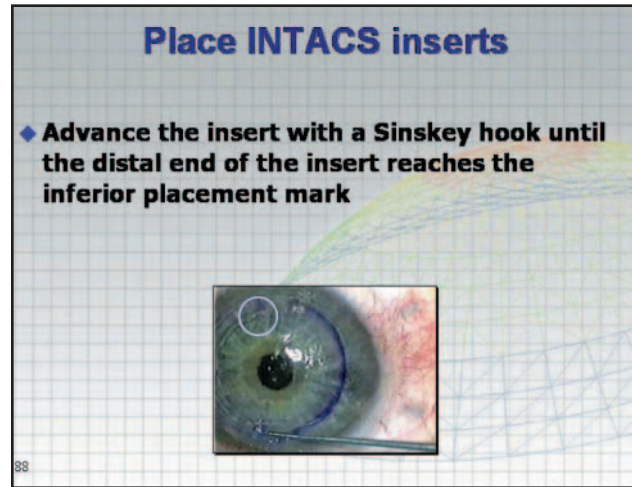 Place INTACS inserts
Advance the insert with a Sinskey hook until
the distal end of the insert reaches the
inferior placement mark
88